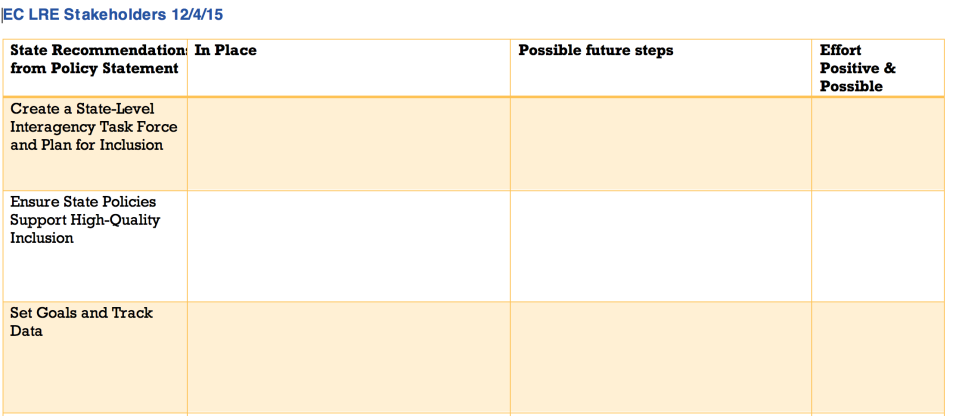 EC LRE Stakeholders 12/4/15
State Recommendations In Place Possible future steps Effort
from Policy Statement Positive &
Possible
Create a State-Level
Interagency Task Force
and Plan for Inclusion
Ensure State Policies
Support High-Quality
Inclusion
Set Goals and Track
Data